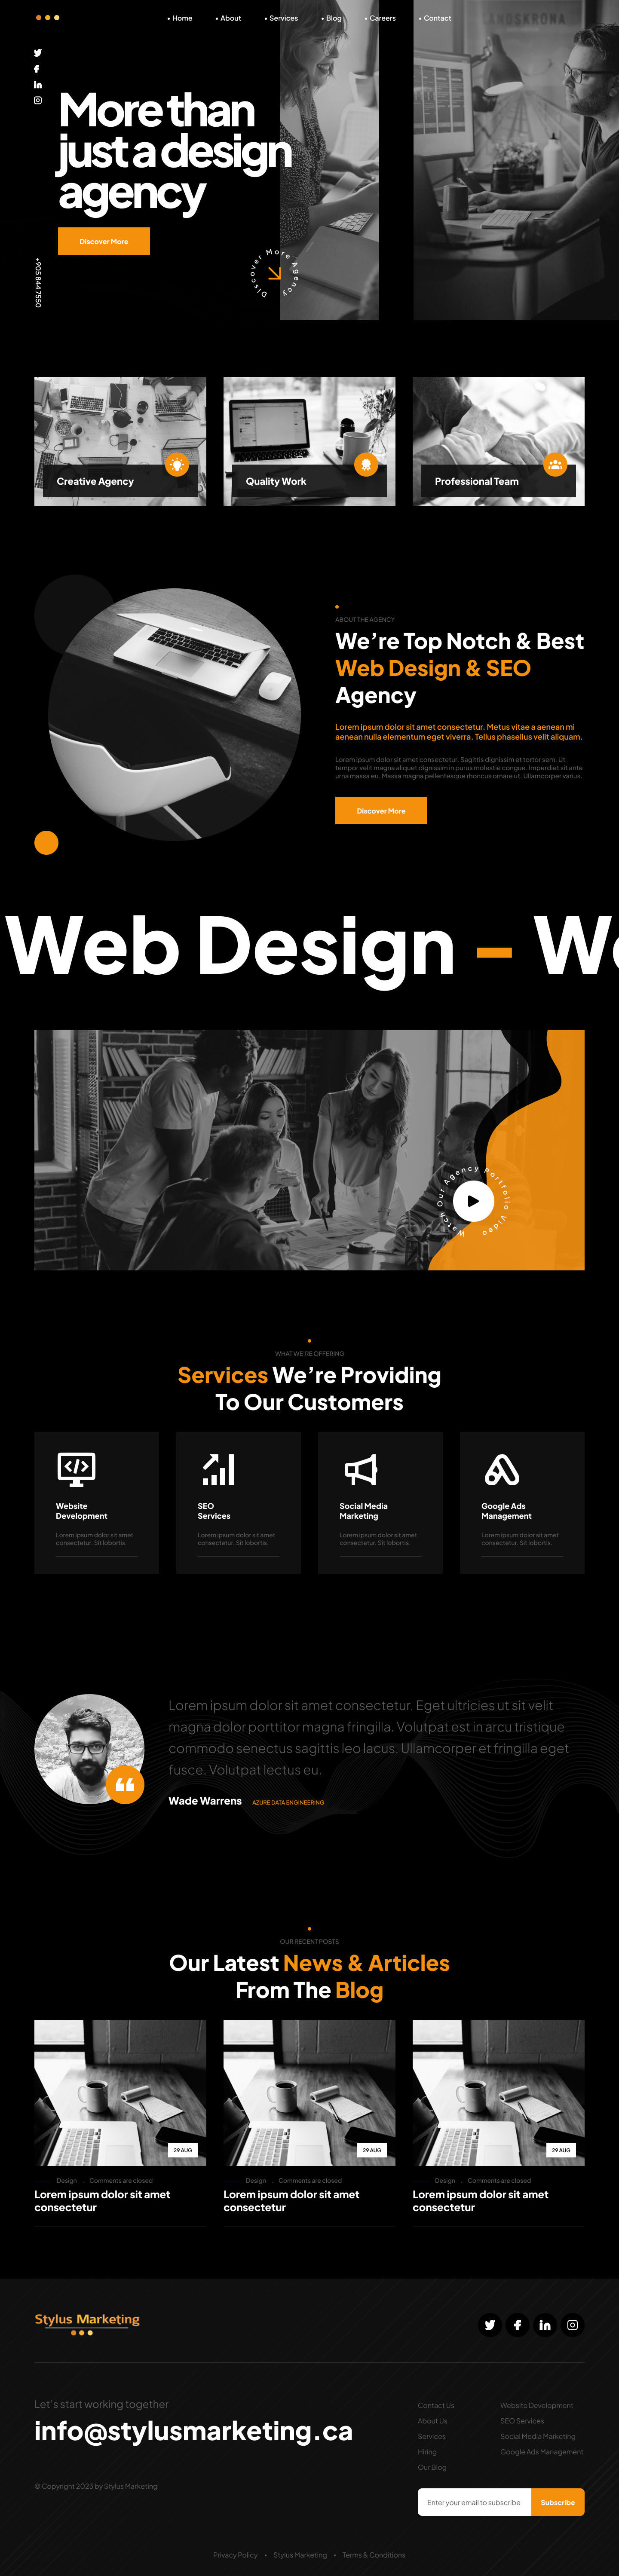 Home
About
Services
Blog
Careers
Contact
LANDSKRONA
More than
just a design
agency
Discover More
Discover More Agency
+905 844 7550
Creative Agency
Quality Work
Professional Team
ABOUT THE AGENCY
We’re Top Notch & Best
Web Design & SEO
Agency
Lorem ipsum dolor sit amet consectetur. Metus vitae a aenean mi
aenean nulla elementum eget viverra. Tellus phasellus velit aliquam.
Lorem ipsum dolor sit amet consectetur. Sagittis dignissim et tortor sem. Ut
tempor velit magna aliquet dignissim in purus molestie congue. Imperdiet sit ante
urna massa eu. Massa magna pellentesque rhoncus ornare ut. Ullamcorper varius.
Discover More
Web Design – We
Watch Our Agency Portfolio Video
WHAT WE’RE OFFERING
Services We’re Providing
To Our Customers
Website
Development
Lorem ipsum dolor sit amet
consectetur. Sit lobortis.
SEO
Services
Lorem ipsum dolor sit amet
consectetur. Sit lobortis.
Social Media
Marketing
Lorem ipsum dolor sit amet
consectetur. Sit lobortis.
Google Ads
Management
Lorem ipsum dolor sit amet
consectetur. Sit lobortis.
Lorem ipsum dolor sit amet consectetur. Eget ultricies ut sit velit
magna dolor porttitor magna fringilla. Volutpat est in arcu tristique
commodo senectus sagittis leo lacus. Ullamcorper et fringilla eget
fusce. Volutpat lectus eu.
Wade Warrens AZURE DATA ENGINEERING
OUR RECENT POSTS
Our Latest News & Articles
From The Blog
29 AUG
Design Comments are closed
Lorem ipsum dolor sit amet
consectetur
29 AUG
Design Comments are closed
Lorem ipsum dolor sit amet
consectetur
29 AUG
Design Comments are closed
Lorem ipsum dolor sit amet
consectetur
Stylus Marketing
Let’s start working together
info@stylusmarketing.ca
© Copyright 2023 by Stylus Marketing
Contact Us
About Us
Services
Hiring
Our Blog
Website Development
SEO Services
Social Media Marketing
Google Ads Management
Enter your email to subscribe
Subscribe
Privacy Policy • Stylus Marketing • Terms & Conditions